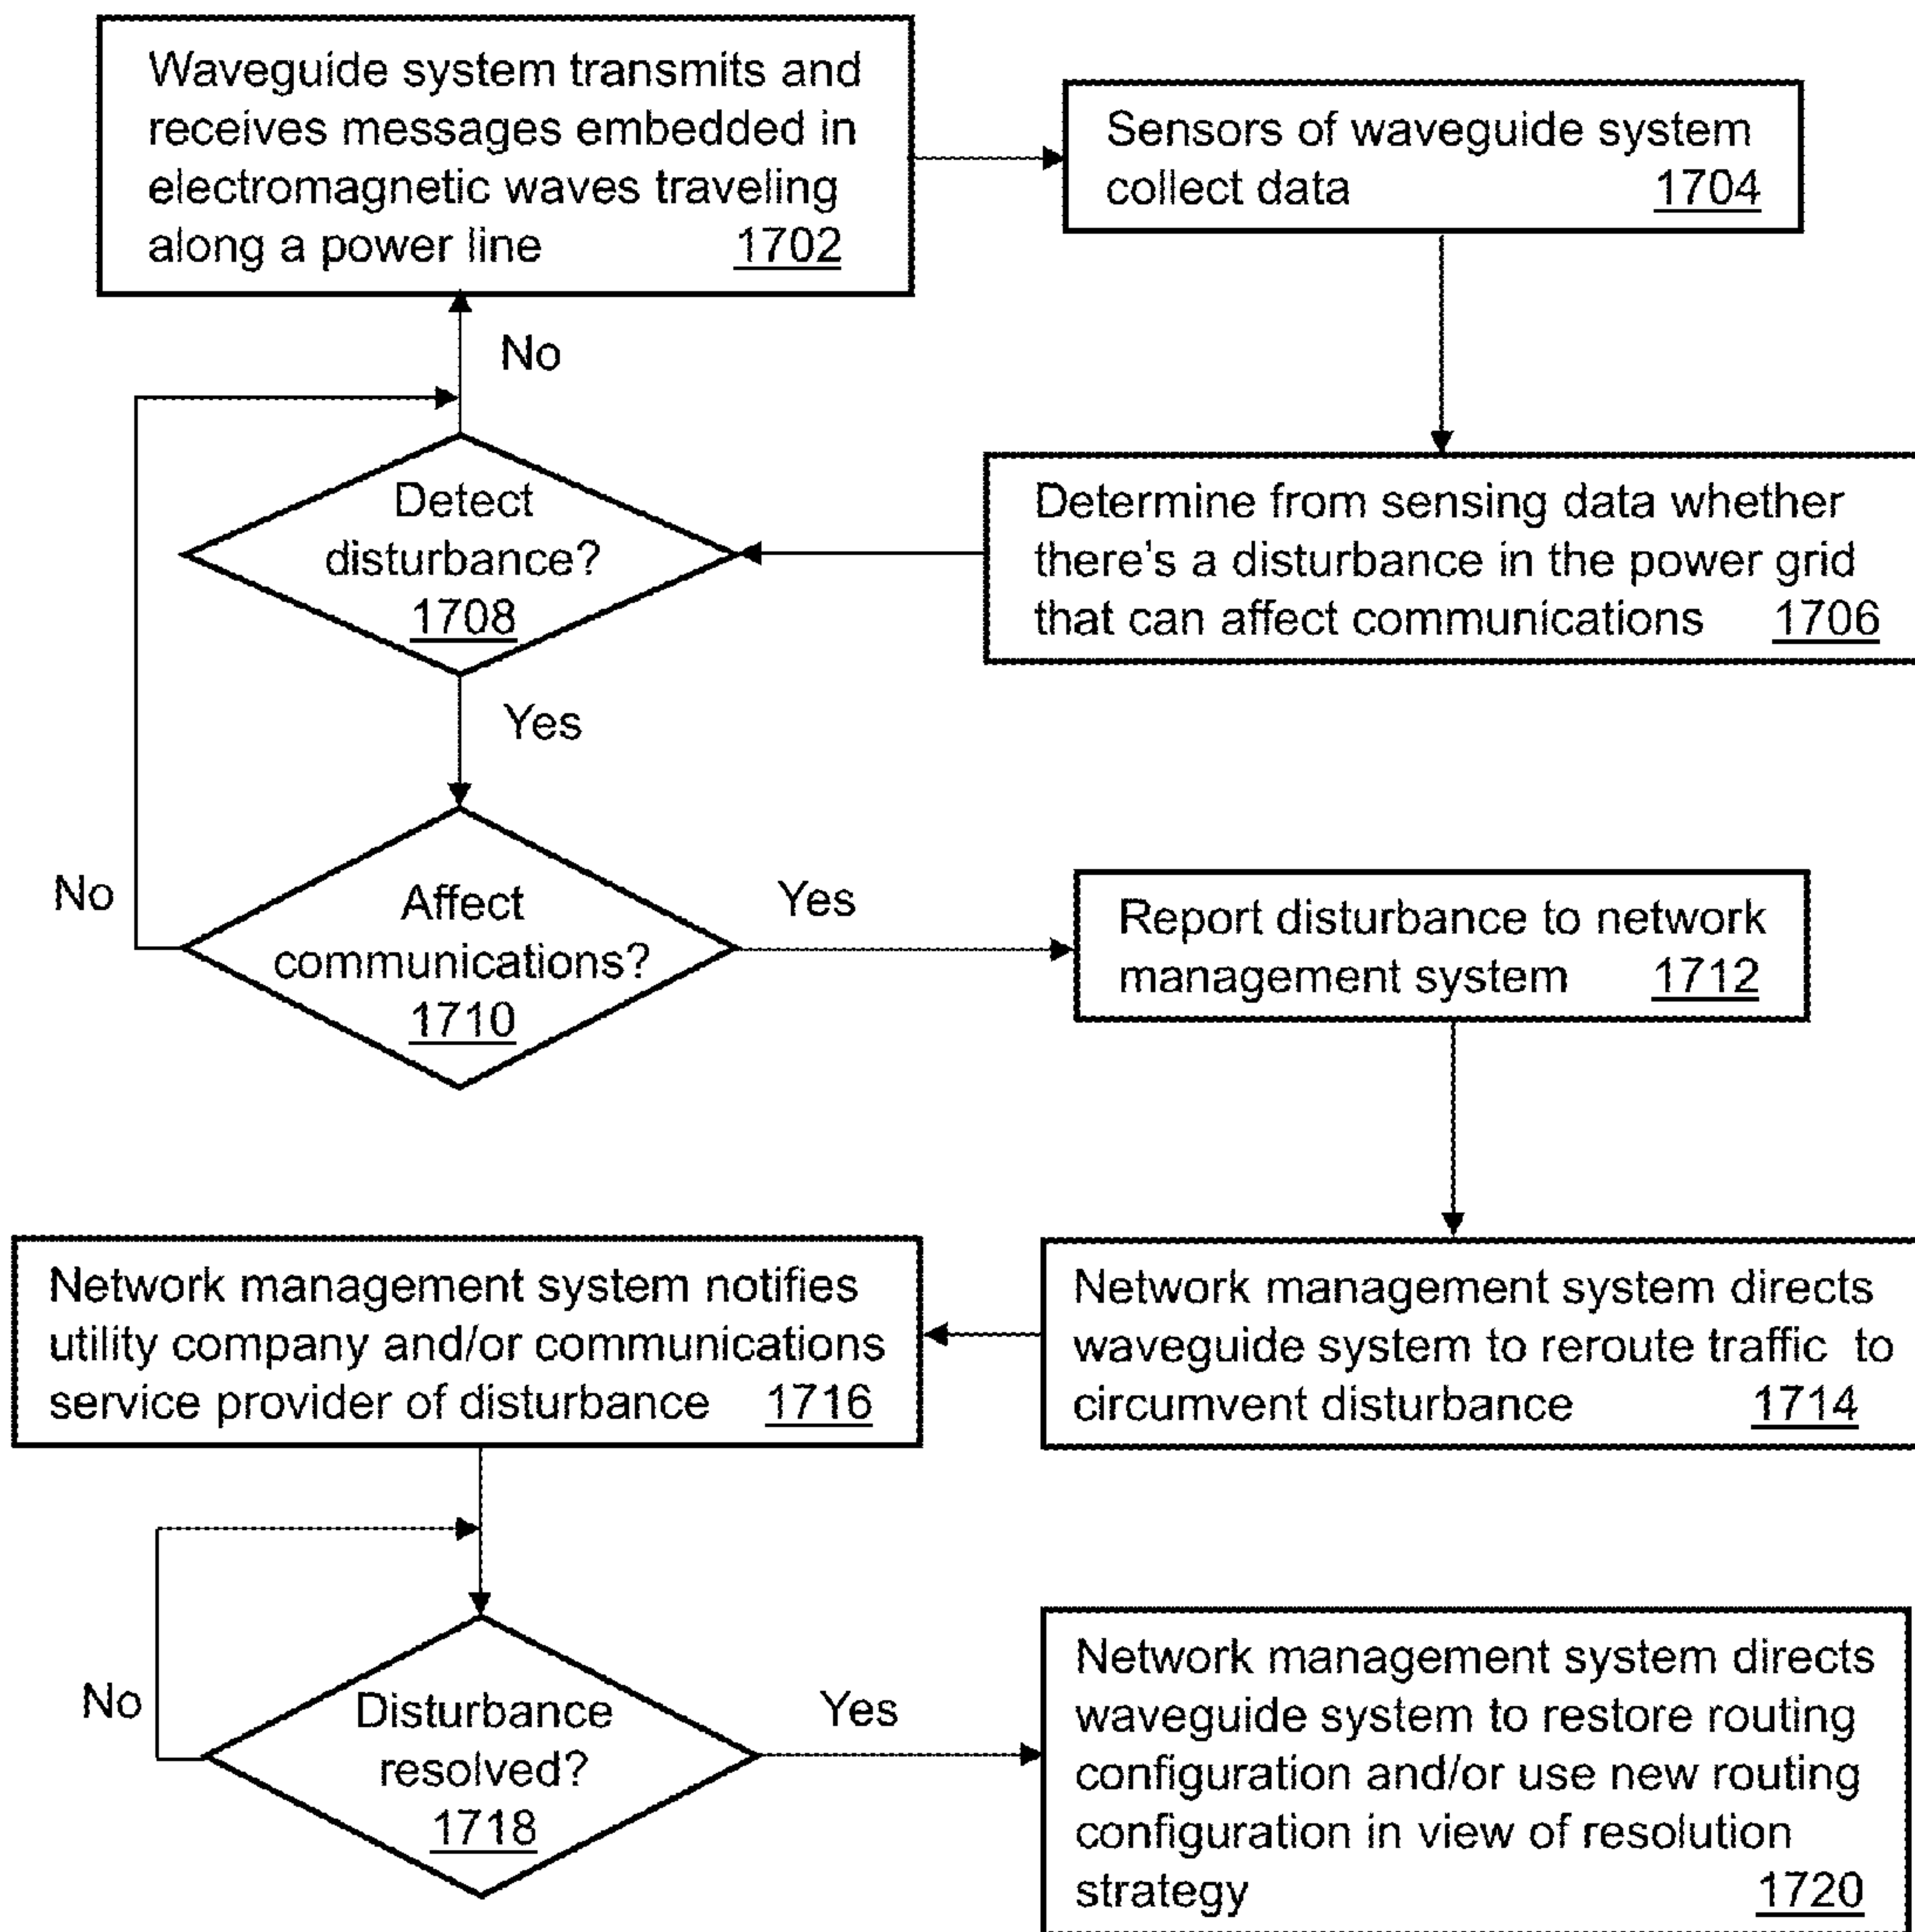 Waveguide system transmits and
receives messages embedded in
electromagnetic waves traveling
along a power line 1702
Sensors of waveguide system
collect data 1704
Determine from sensing data whether
there's a disturbance in the power grid
that can affect communications 1706
No
Detect
disturbance?
1708
Yes
No
Affect
communications?
1710
Yes
Report disturbance to network
management system 1712
Network management system directs
waveguide system to reroute traffic to
circumvent disturbance 1714
Network management system notifies
utility company and/or communications
service provider of disturbance 1716
No
Disturbance
resolved?
1718
Yes
Network management system directs
waveguide system to restore routing
configuration and/or use new routing
configuration in view of resolution
strategy 1720